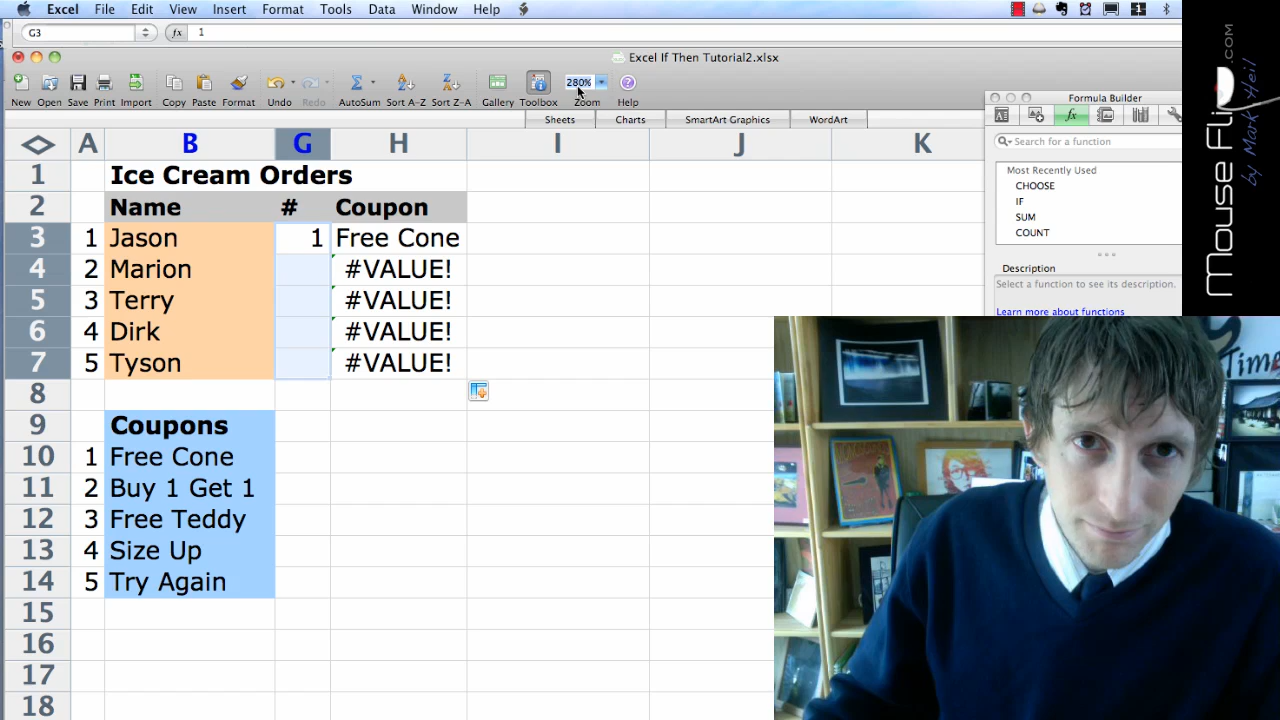 Excel File Edit View Insert Format Tools Data Window Help
G3 fx 1
Excel If Then Tutorial2.xlsx
280%
New Open Save Print Import Copy Paste Format Undo Redo AutoSum Sort A-Z Sort Z-A Gallery Toolbox Zoom Help
Sheets Charts SmartArt Graphics WordArt
A B G H I J K
1 Ice Cream Orders
2 Name # Coupon
3 1 Jason 1 Free Cone
4 2 Marion #VALUE!
5 3 Terry #VALUE!
6 4 Dirk #VALUE!
7 5 Tyson #VALUE!
8
9 Coupons
10 1 Free Cone
11 2 Buy 1 Get 1
12 3 Free Teddy
13 4 Size Up
14 5 Try Again
15
16
17
18
Formula Builder
fx
Search for a function
Most Recently Used
CHOOSE
IF
SUM
COUNT
Description
Select a function to see its description.
Learn more about functions
Mouse Flip.COM
by Mark Heil
Time